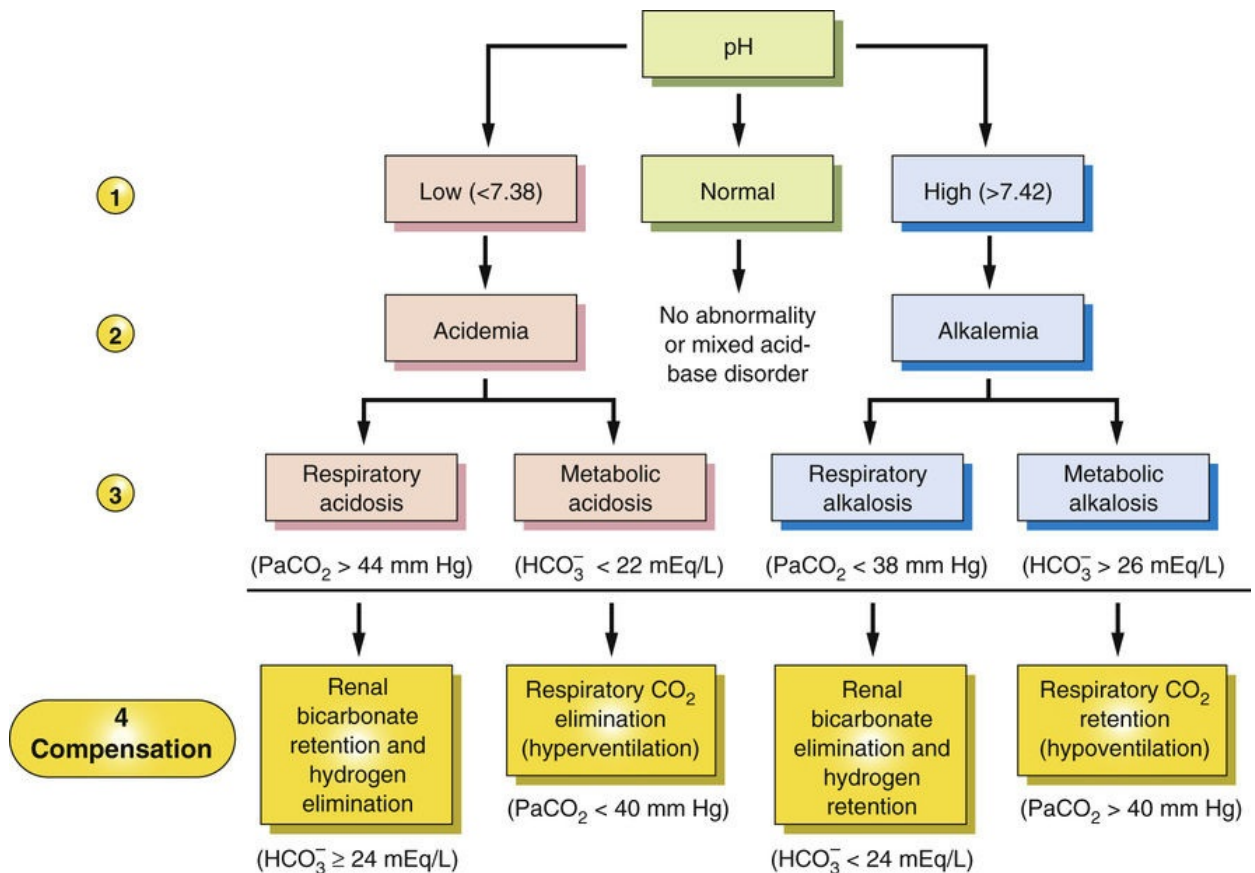 pH
1
Low (<7.38)
Normal
High (>7.42)
2
Acidemia
No abnormality
or mixed acid-
base disorder
Alkalemia
3
Respiratory
acidosis
Metabolic
acidosis
Respiratory
alkalosis
Metabolic
alkalosis
(PaCO₂ > 44 mm Hg)
(HCO₃⁻ < 22 mEq/L)
(PaCO₂ < 38 mm Hg)
(HCO₃⁻ > 26 mEq/L)
4
Compensation
Renal
bicarbonate
retention and
hydrogen
elimination
(HCO₃⁻ ≥ 24 mEq/L)
Respiratory CO₂
elimination
(hyperventilation)
(PaCO₂ < 40 mm Hg)
Renal
bicarbonate
elimination and
hydrogen
retention
(HCO₃⁻ < 24 mEq/L)
Respiratory CO₂
retention
(hypoventilation)
(PaCO₂ > 40 mm Hg)